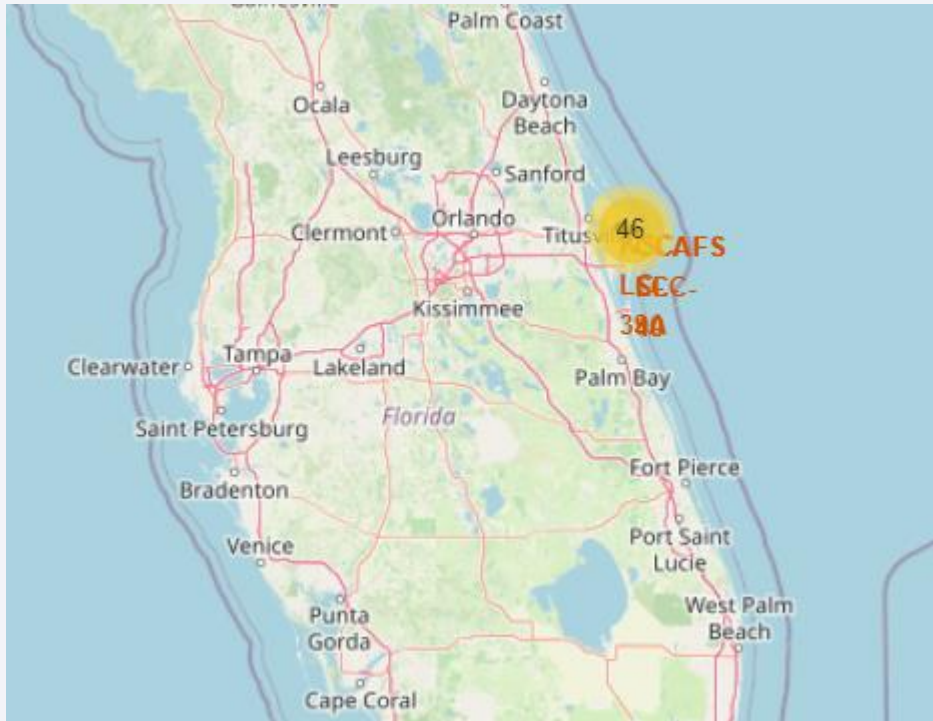 Palm Coast
Ocala
Daytona
Beach
Leesburg
Sanford
Orlando
Clermont
46
Kissimmee
Clearwater
Tampa
Lakeland
Palm Bay
Florida
Saint Petersburg
Fort Pierce
Bradenton
Port Saint
Lucie
Venice
West Palm
Beach
Punta
Gorda
Cape Coral